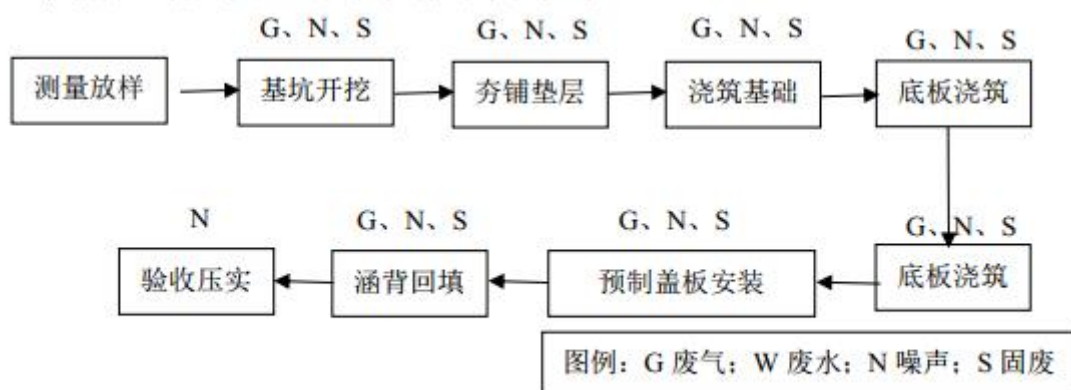 G、N、S
G、N、S
G、N、S
G、N、S
测量放样
基坑开挖
夯铺垫层
浇筑基础
底板浇筑
N
G、N、S
G、N、S
G、N、S
验收压实
涵背回填
预制盖板安装
底板浇筑
图例：G 废气；W 废水；N 噪声；S 固废